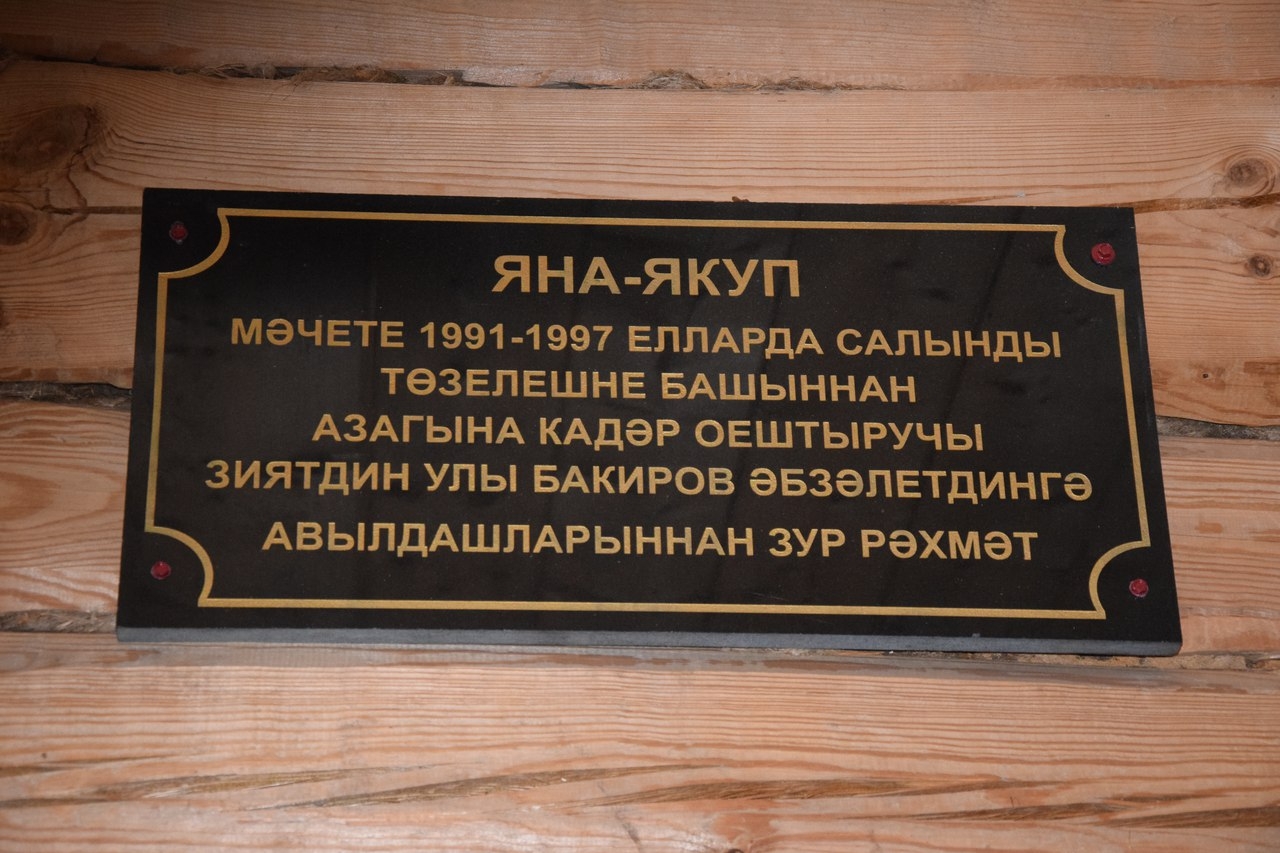 ЯНА-ЯКУП
МӘЧЕТЕ 1991-1997 ЕЛЛАРДА САЛЫНДЫ
ТӨЗЕЛЕШНЕ БАШЫННАН
АЗАГЫНА КАДӘР ОЕШТЫРУЧЫ
ЗИЯТДИН УЛЫ БАКИРОВ ӘБЗӘЛЕТДИНГӘ
АВЫЛДАШЛАРЫННАН ЗУР РӘХМӘТ